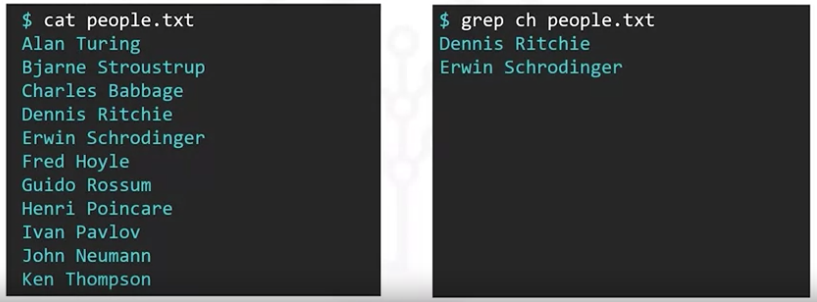 $ cat people.txt
Alan Turing
Bjarne Stroustrup
Charles Babbage
Dennis Ritchie
Erwin Schrodinger
Fred Hoyle
Guido Rossum
Henri Poincare
Ivan Pavlov
John Neumann
Ken Thompson
$ grep ch people.txt
Dennis Ritchie
Erwin Schrodinger